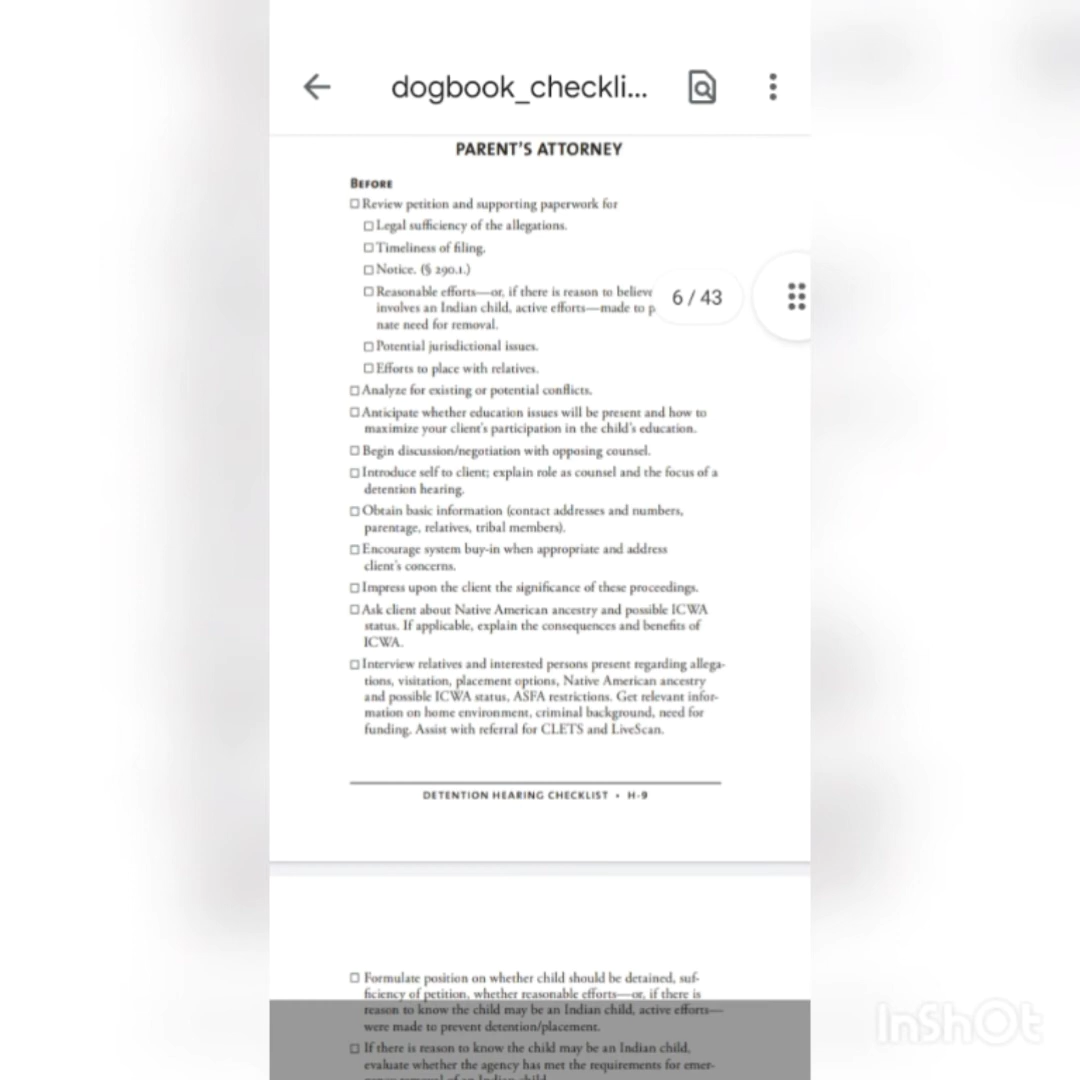 dogbook_checkli...
PARENT'S ATTORNEY
BEFORE
☐ Review petition and supporting paperwork for
☐ Legal sufficiency of the allegations.
☐ Timeliness of filing.
☐ Notice. (§ 290.1.)
☐ Reasonable efforts—or, if there is reason to believ
6 / 43
involves an Indian child, active efforts—made to p
nate need for removal.
☐ Potential jurisdictional issues.
☐ Efforts to place with relatives.
☐ Analyze for existing or potential conflicts.
☐ Anticipate whether education issues will be present and how to
maximize your client's participation in the child's education.
☐ Begin discussion/negotiation with opposing counsel.
☐ Introduce self to client; explain role as counsel and the focus of a
detention hearing.
☐ Obtain basic information (contact addresses and numbers,
parentage, relatives, tribal members).
☐ Encourage system buy-in when appropriate and address
client's concerns.
☐ Impress upon the client the significance of these proceedings.
☐ Ask client about Native American ancestry and possible ICWA
status. If applicable, explain the consequences and benefits of
ICWA.
☐ Interview relatives and interested persons present regarding allega-
tions, visitation, placement options, Native American ancestry
and possible ICWA status, ASFA restrictions. Get relevant infor-
mation on home environment, criminal background, need for
funding. Assist with referral for CLETS and LiveScan.
DETENTION HEARING CHECKLIST • H-9
☐ Formulate position on whether child should be detained, suf-
ficiency of petition, whether reasonable efforts—or, if there is
reason to know the child may be an Indian child, active efforts—
were made to prevent detention/placement.
☐ If there is reason to know the child may be an Indian child,
evaluate whether the agency has met the requirements for emer-
gency removal of an Indian child.
InShOt